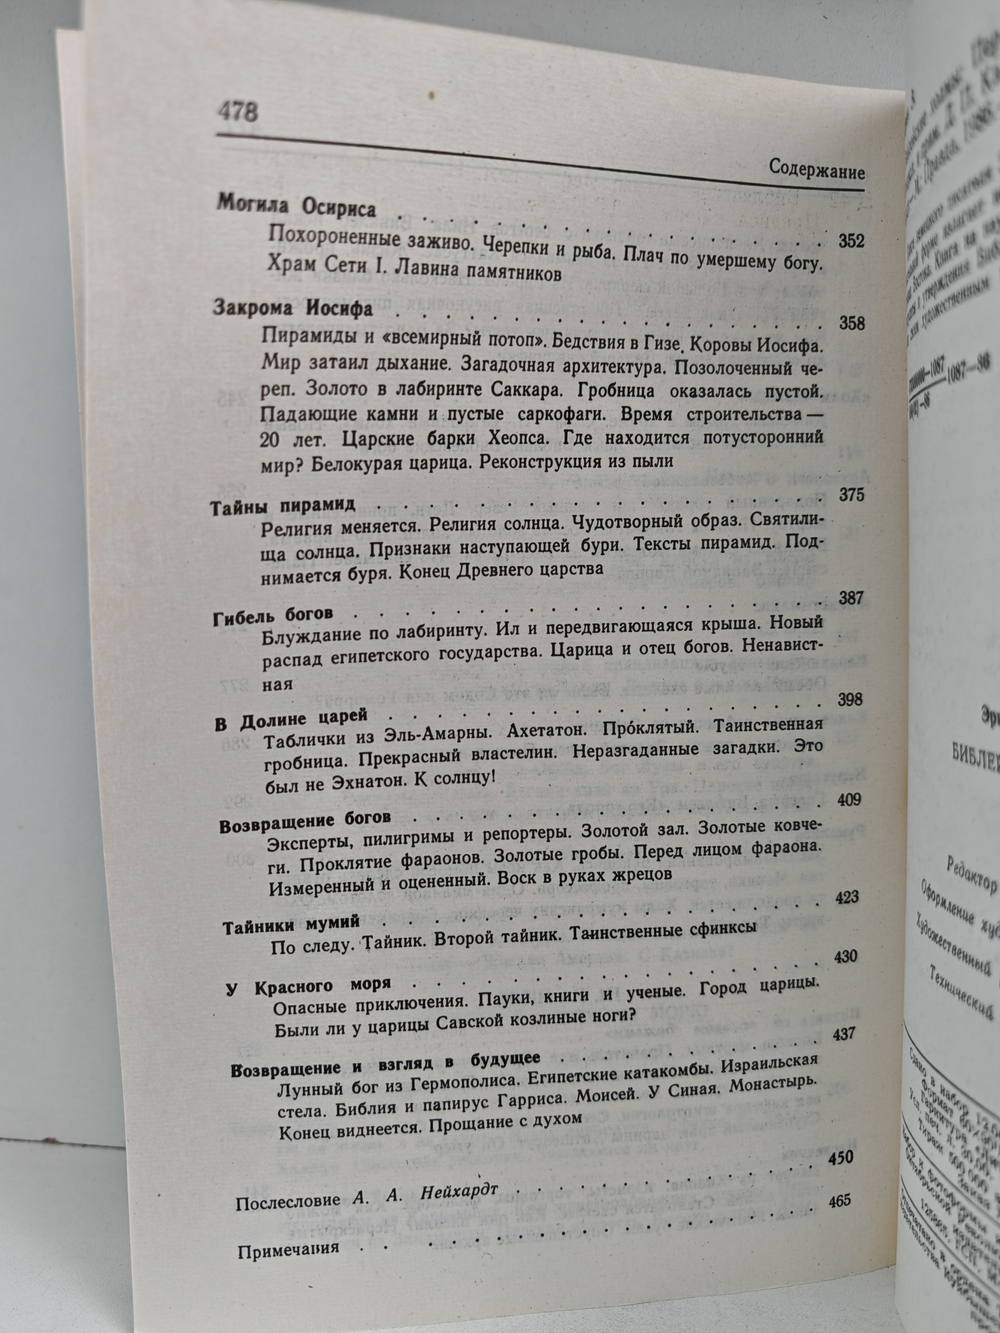 478
Содержание
Могила Осириса . . . . . . . . . . . . . . . . . . 352
Похороненные заживо. Черепки и рыба. Плач по умершему богу.
Храм Сети I. Лавина памятников
Закрома Иосифа . . . . . . . . . . . . . . . . . . 358
Пирамиды и «всемирный потоп». Бедствия в Гизе. Коровы Иосифа.
Мир затаил дыхание. Загадочная архитектура. Позолоченный че-
реп. Золото в лабиринте Саккара. Гробница оказалась пустой.
Падающие камни и пустые саркофаги. Время строительства —
20 лет. Царские барки Хеопса. Где находится потусторонний
мир? Белокурая царица. Реконструкция из пыли
Тайны пирамид . . . . . . . . . . . . . . . . . . 375
Религия меняется. Религия солнца. Чудотворный образ. Святили-
ща солнца. Признаки наступающей бури. Тексты пирамид. Под-
нимается буря. Конец Древнего царства
Гибель богов . . . . . . . . . . . . . . . . . . 387
Блуждание по лабиринту. Ил и передвигающаяся крыша. Новый
распад египетского государства. Царица и отец богов. Ненавист-
ная
В Долине царей . . . . . . . . . . . . . . . . . . 398
Таблички из Эль-Амарны. Ахетатон. Про́клятый. Таинственная
гробница. Прекрасный властелин. Неразгаданные загадки. Это
был не Эхнатон. К солнцу!
Возвращение богов . . . . . . . . . . . . . . . . . 409
Эксперты, пилигримы и репортеры. Золотой зал. Золотые ковче-
ги. Проклятие фараонов. Золотые гробы. Перед лицом фараона.
Измеренный и оцененный. Воск в руках жрецов
Тайники мумий . . . . . . . . . . . . . . . . . . 423
По следу. Тайник. Второй тайник. Таинственные сфинксы
У Красного моря . . . . . . . . . . . . . . . . . 430
Опасные приключения. Пауки, книги и ученые. Город царицы.
Были ли у царицы Савской козлиные ноги?
Возвращение и взгляд в будущее . . . . . . . . . . . 437
Лунный бог из Гермополиса. Египетские катакомбы. Израильская
стела. Библия и папирус Гарриса. Моисей. У Синая. Монастырь.
Конец виднеется. Прощание с духом
Послесловие А. А. Нейхардт . . . . . . . . . . . . . 450
Примечания . . . . . . . . . . . . . . . . . . 465
Редактор
Оформление
Художественный
Технический